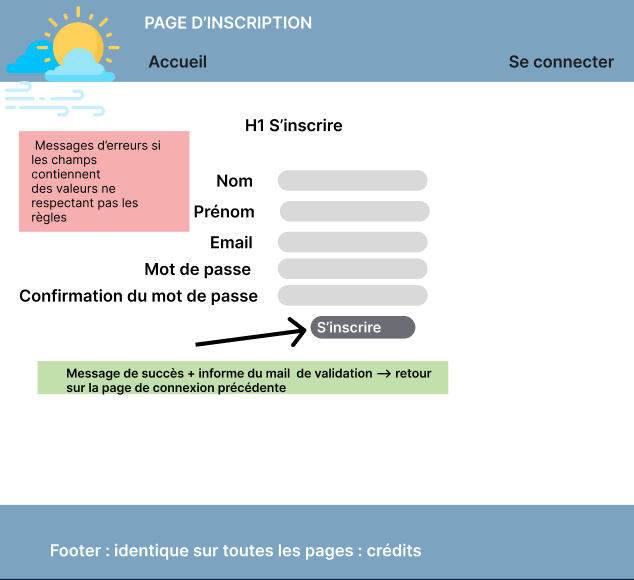 PAGE D’INSCRIPTION
Accueil
Se connecter
H1 S’inscrire
Messages d’erreurs si
les champs
contiennent
des valeurs ne
respectant pas les
règles
Nom
Prénom
Email
Mot de passe
Confirmation du mot de passe
S’inscrire
Message de succès + informe du mail de validation --> retour
sur la page de connexion précédente
Footer : identique sur toutes les pages : crédits